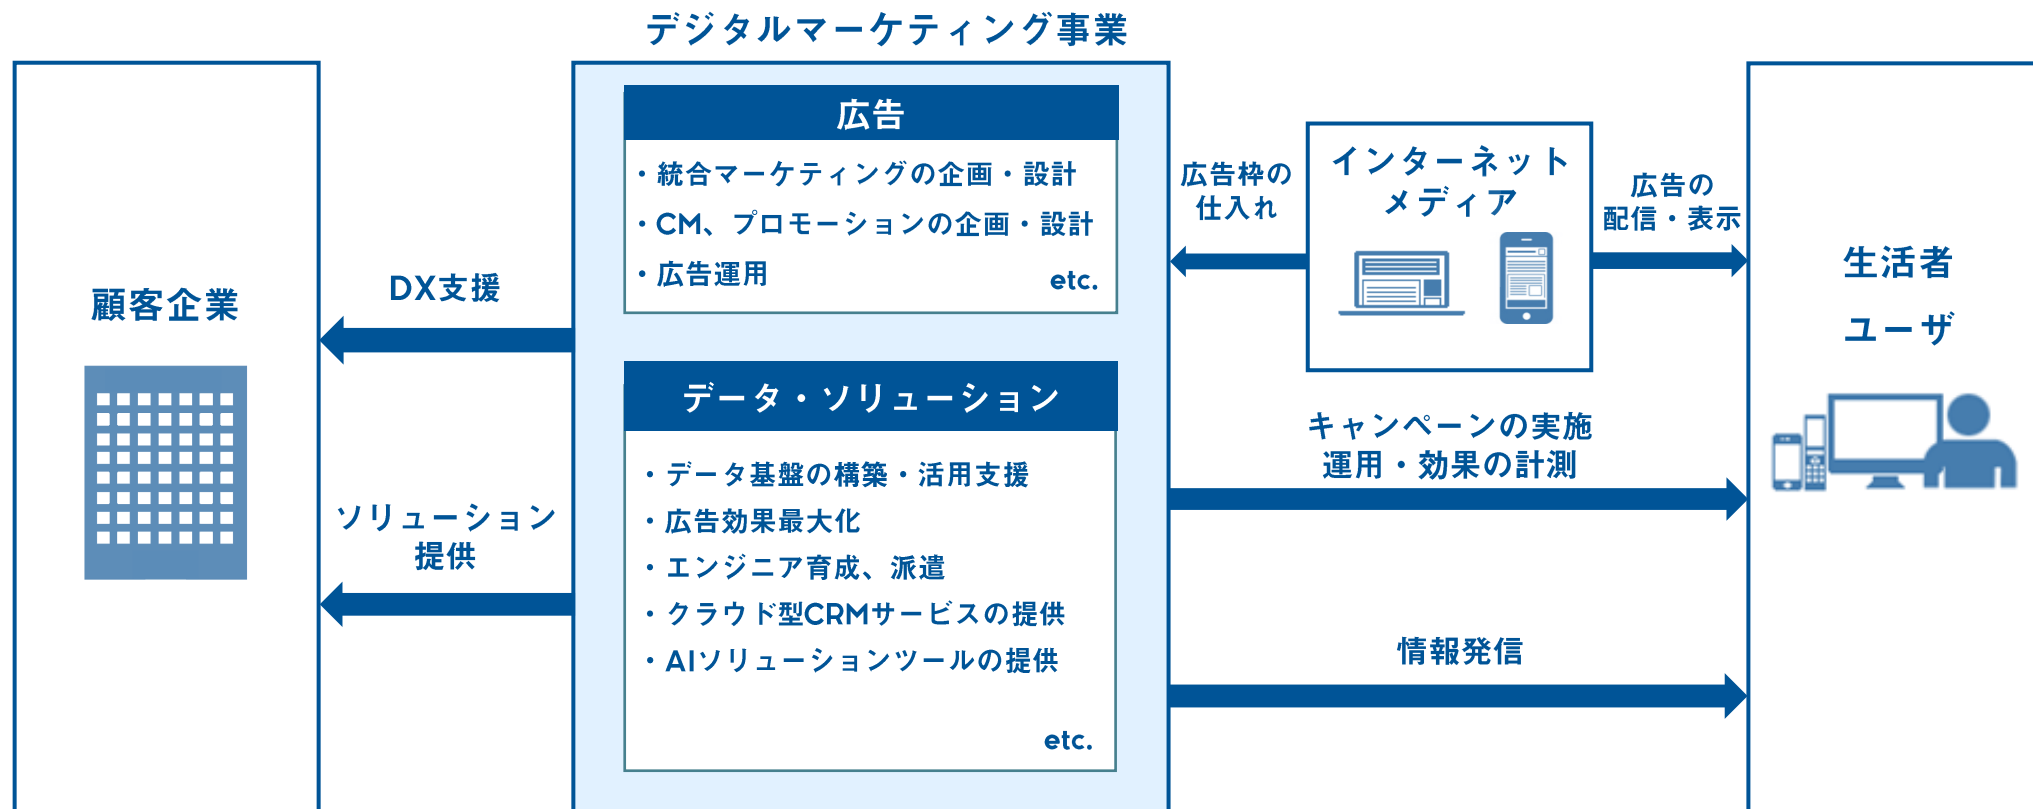 デジタルマーケティング事業
顧客企業
DX支援
ソリューション
提供
広告
・統合マーケティングの企画・設計
・CM、プロモーションの企画・設計
・広告運用
etc.
データ・ソリューション
・データ基盤の構築・活用支援
・広告効果最大化
・エンジニア育成、派遣
・クラウド型CRMサービスの提供
・AIソリューションツールの提供
etc.
広告枠の
仕入れ
インターネット
メディア
広告の
配信・表示
キャンペーンの実施
運用・効果の計測
情報発信
生活者
ユーザ